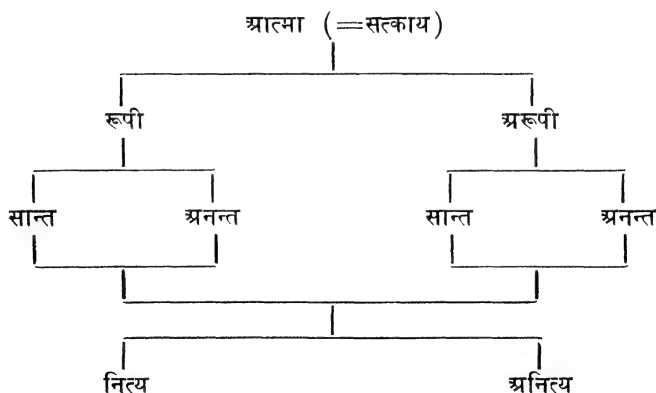 आत्मा (=सत्काय)
रूपी अरूपी
सान्त अनन्त सान्त अनन्त
नित्य अनित्य